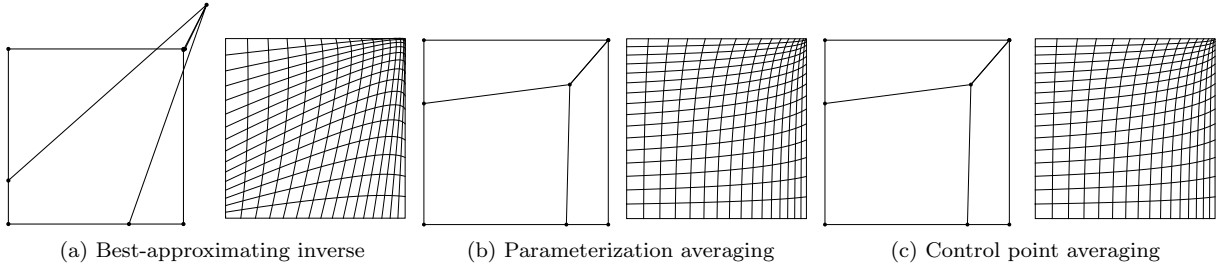 (a) Best-approximating inverse
(b) Parameterization averaging
(c) Control point averaging